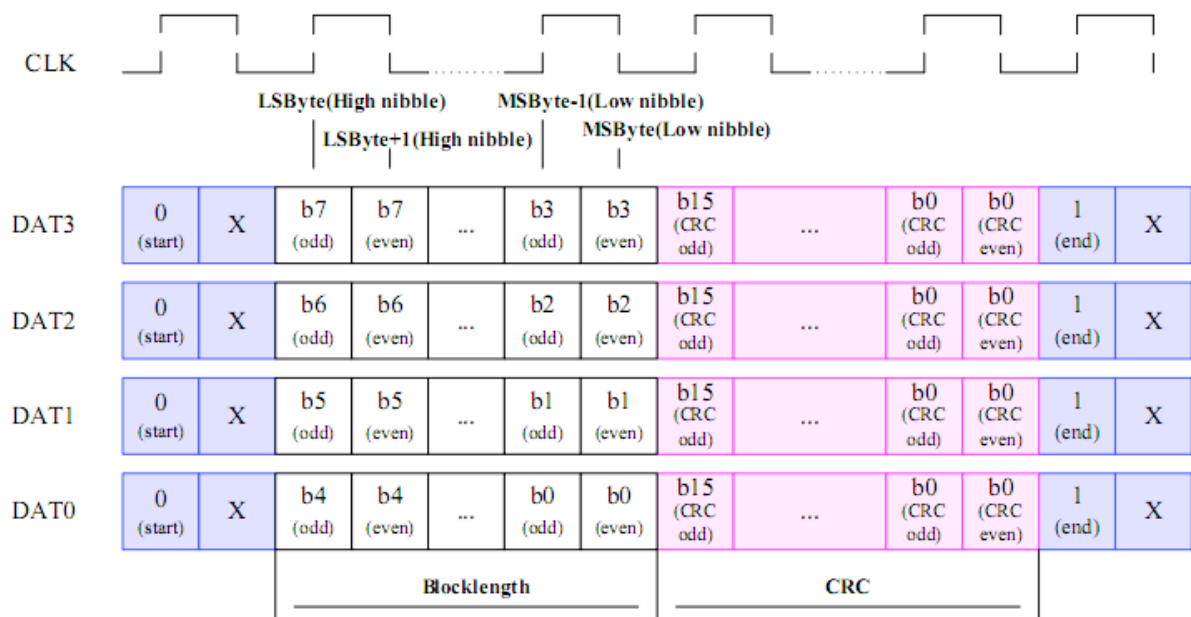 CLK
LSByte(High nibble) MSByte-1(Low nibble)
LSByte+1(High nibble) MSByte(Low nibble)
DAT3 0 (start) X b7 (odd) b7 (even) ... b3 (odd) b3 (even) b15 (CRC odd) ... b0 (CRC odd) b0 (CRC even) 1 (end) X
DAT2 0 (start) X b6 (odd) b6 (even) ... b2 (odd) b2 (even) b15 (CRC odd) ... b0 (CRC odd) b0 (CRC even) 1 (end) X
DAT1 0 (start) X b5 (odd) b5 (even) ... b1 (odd) b1 (even) b15 (CRC odd) ... b0 (CRC odd) b0 (CRC even) 1 (end) X
DAT0 0 (start) X b4 (odd) b4 (even) ... b0 (odd) b0 (even) b15 (CRC odd) ... b0 (CRC odd) b0 (CRC even) 1 (end) X
Blocklength CRC